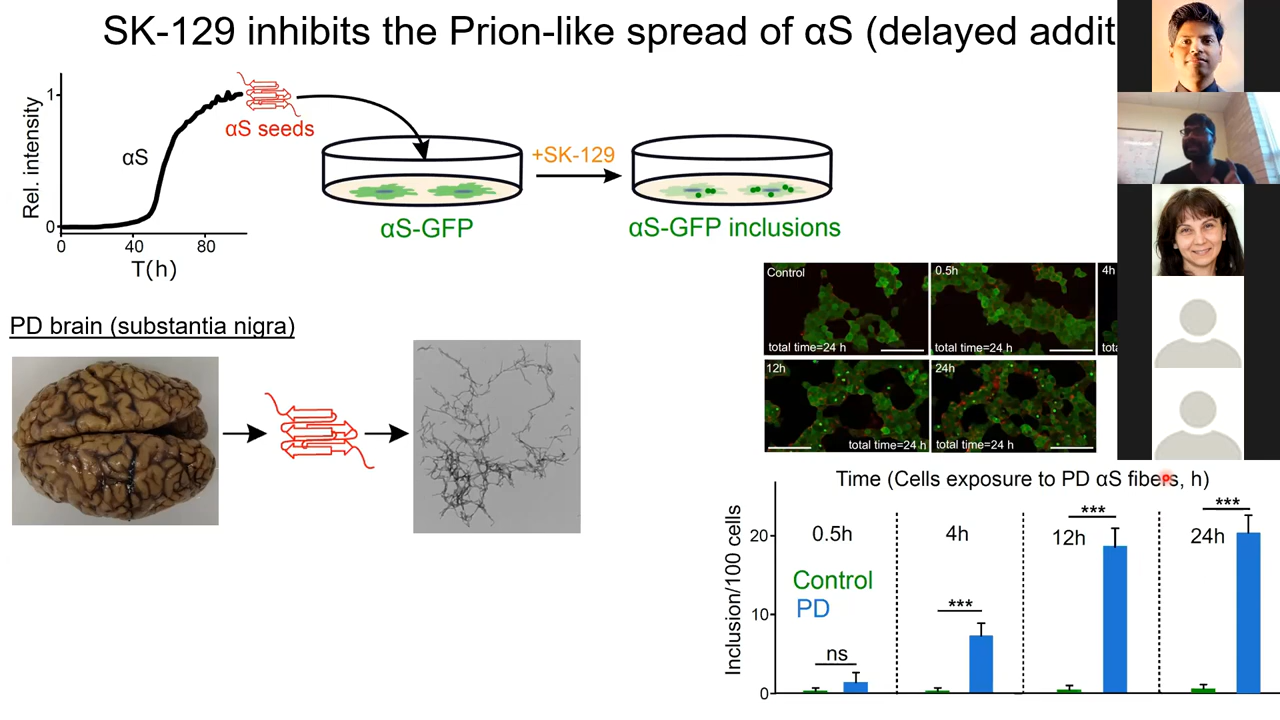 SK-129 inhibits the Prion-like spread of αS (delayed addit
Rel. intensity
1
0
αS
αS seeds
0
40
80
T(h)
+SK-129
αS-GFP
αS-GFP inclusions
PD brain (substantia nigra)
Control
total time=24 h
0.5h
total time=24 h
4h
tota
12h
total time=24 h
24h
total time=24 h
Time (Cells exposure to PD αS fibers, h)
Inclusion/100 cells
20
10
0
0.5h
4h
12h
24h
Control
PD
ns
***
***
***